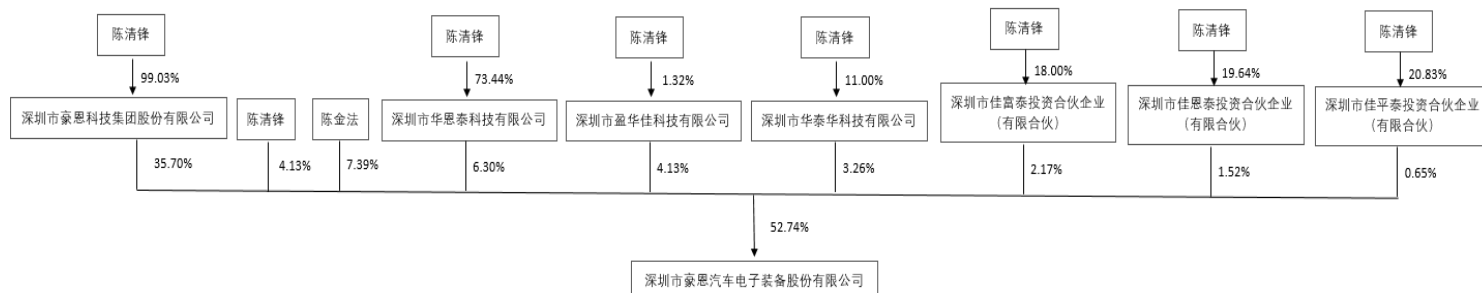 陈清锋
陈清锋
陈清锋
陈清锋
陈清锋
陈清锋
陈清锋
99.03%
73.44%
1.32%
11.00%
18.00%
19.64%
20.83%
深圳市豪恩科技集团股份有限公司
陈清锋
陈金法
深圳市华恩泰科技有限公司
深圳市盈华佳科技有限公司
深圳市华泰华科技有限公司
深圳市佳富泰投资合伙企业
（有限合伙）
深圳市佳恩泰投资合伙企业
（有限合伙）
深圳市佳平泰投资合伙企业
（有限合伙）
35.70%
4.13%
7.39%
6.30%
4.13%
3.26%
2.17%
1.52%
0.65%
52.74%
深圳市豪恩汽车电子装备股份有限公司